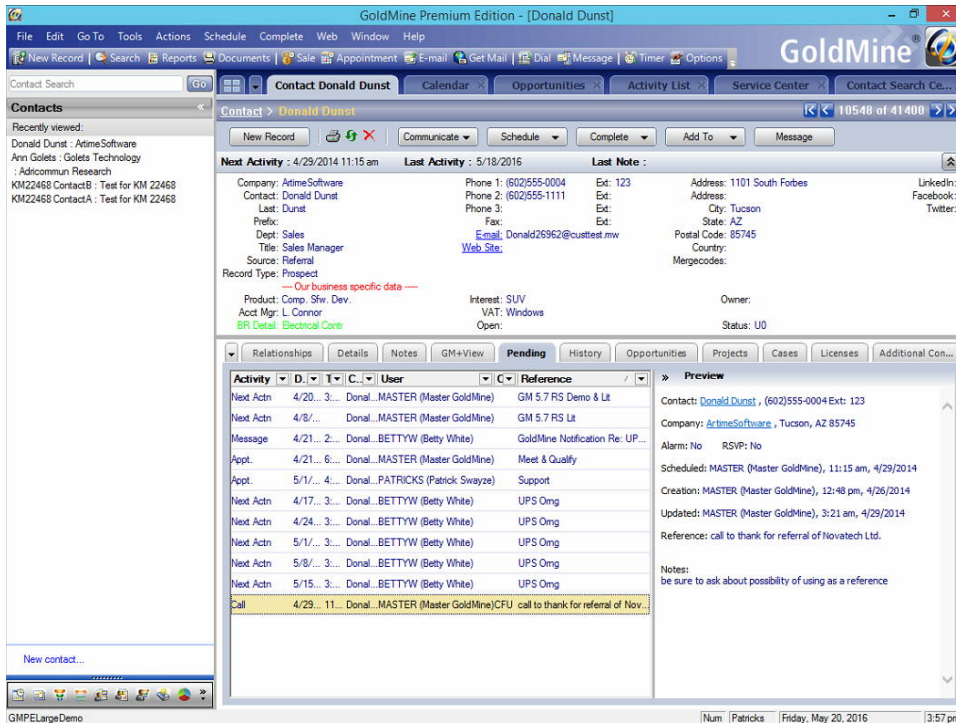 GoldMine Premium Edition - [Donald Dunst]
File Edit Go To Tools Actions Schedule Complete Web Window Help
New Record Search Reports Documents Sale Appointment E-mail Get Mail Dial Message Timer Options
GoldMine®
Contact Search Go
Contact Donald Dunst Calendar Opportunities Activity List Service Center Contact Search Ce...
Contacts
Contact > Donald Dunst 10548 of 41400
Recently viewed:
Donald Dunst : ArtimeSoftware
Ann Golets : Golets Technology
: Adricommun Research
KM22468 ContactB : Test for KM 22468
KM22468 ContactA : Test for KM 22468
New contact...
New Record Communicate Schedule Complete Add To Message
Next Activity : 4/29/2014 11:15 am Last Activity : 5/18/2016 Last Note :
Company: ArtimeSoftware Phone 1: (602)555-0004 Ext: 123 Address: 1101 South Forbes LinkedIn:
Contact: Donald Dunst Phone 2: (602)555-1111 Ext: Address: Facebook:
Last: Dunst Phone 3: Ext: City: Tucson Twitter:
Prefix: Fax: Ext: State: AZ
Dept: Sales E-mail: Donald26962@custtest.mw Postal Code: 85745
Title: Sales Manager Web Site: Country:
Source: Referral Mergecodes:
Record Type: Prospect
---- Our business specific data -----
Product: Comp. Sfw. Dev. Interest: SUV Owner:
Acct Mgr: L. Connor VAT: Windows
BR Detail: Electrical Contr Open: Status: U0
Relationships Details Notes GM+View Pending History Opportunities Projects Cases Licenses Additional Con...
Activity D... T C... User C Reference /
Next Actn 4/20... 3:... Donal...MASTER (Master GoldMine) GM 5.7 RS Demo & Lit
Next Actn 4/8/... Donal...MASTER (Master GoldMine) GM 5.7 RS Lit
Message 4/21... 2:... Donal...BETTYW (Betty White) GoldMine Notification Re: UP...
Appt. 4/21... 6:... Donal...MASTER (Master GoldMine) Meet & Qualify
Appt. 5/1/... 4:... Donal...PATRICKS (Patrick Swayze) Support
Next Actn 4/17... 3:... Donal...BETTYW (Betty White) UPS Omg
Next Actn 4/24... 3:... Donal...BETTYW (Betty White) UPS Omg
Next Actn 5/1/... 3:... Donal...BETTYW (Betty White) UPS Omg
Next Actn 5/8/... 3:... Donal...BETTYW (Betty White) UPS Omg
Next Actn 5/15... 3:... Donal...BETTYW (Betty White) UPS Omg
Call 4/29... 11... Donal...MASTER (Master GoldMine)CFU call to thank for referral of Nov...
» Preview
Contact: Donald Dunst , (602)555-0004 Ext: 123
Company: ArtimeSoftware , Tucson, AZ 85745
Alarm: No RSVP: No
Scheduled: MASTER (Master GoldMine), 11:15 am, 4/29/2014
Creation: MASTER (Master GoldMine), 12:48 pm, 4/26/2014
Updated: MASTER (Master GoldMine), 3:21 am, 4/29/2014
Reference: call to thank for referral of Novatech Ltd.
Notes:
be sure to ask about possibility of using as a reference
GMPELargeDemo Num Patricks Friday, May 20, 2016 3:57 pm